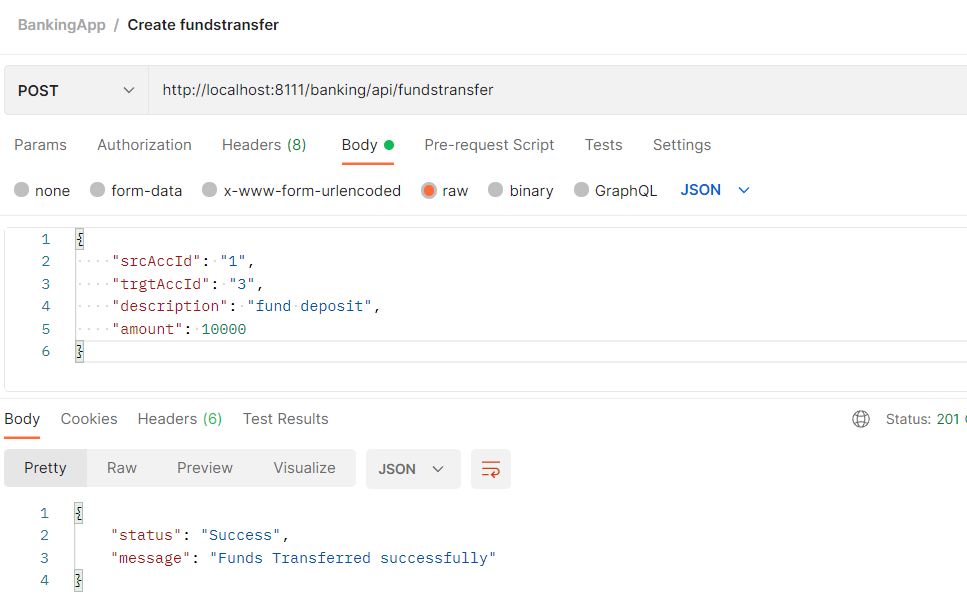 BankingApp / Create fundstransfer
POST http://localhost:8111/banking/api/fundstransfer
Params Authorization Headers (8) Body Pre-request Script Tests Settings
none form-data x-www-form-urlencoded raw binary GraphQL JSON
1 {
2 "srcAccId": "1",
3 "trgtAccId": "3",
4 "description": "fund deposit",
5 "amount": 10000
6 }
Body Cookies Headers (6) Test Results Status: 201
Pretty Raw Preview Visualize JSON
1 {
2 "status": "Success",
3 "message": "Funds Transferred successfully"
4 }